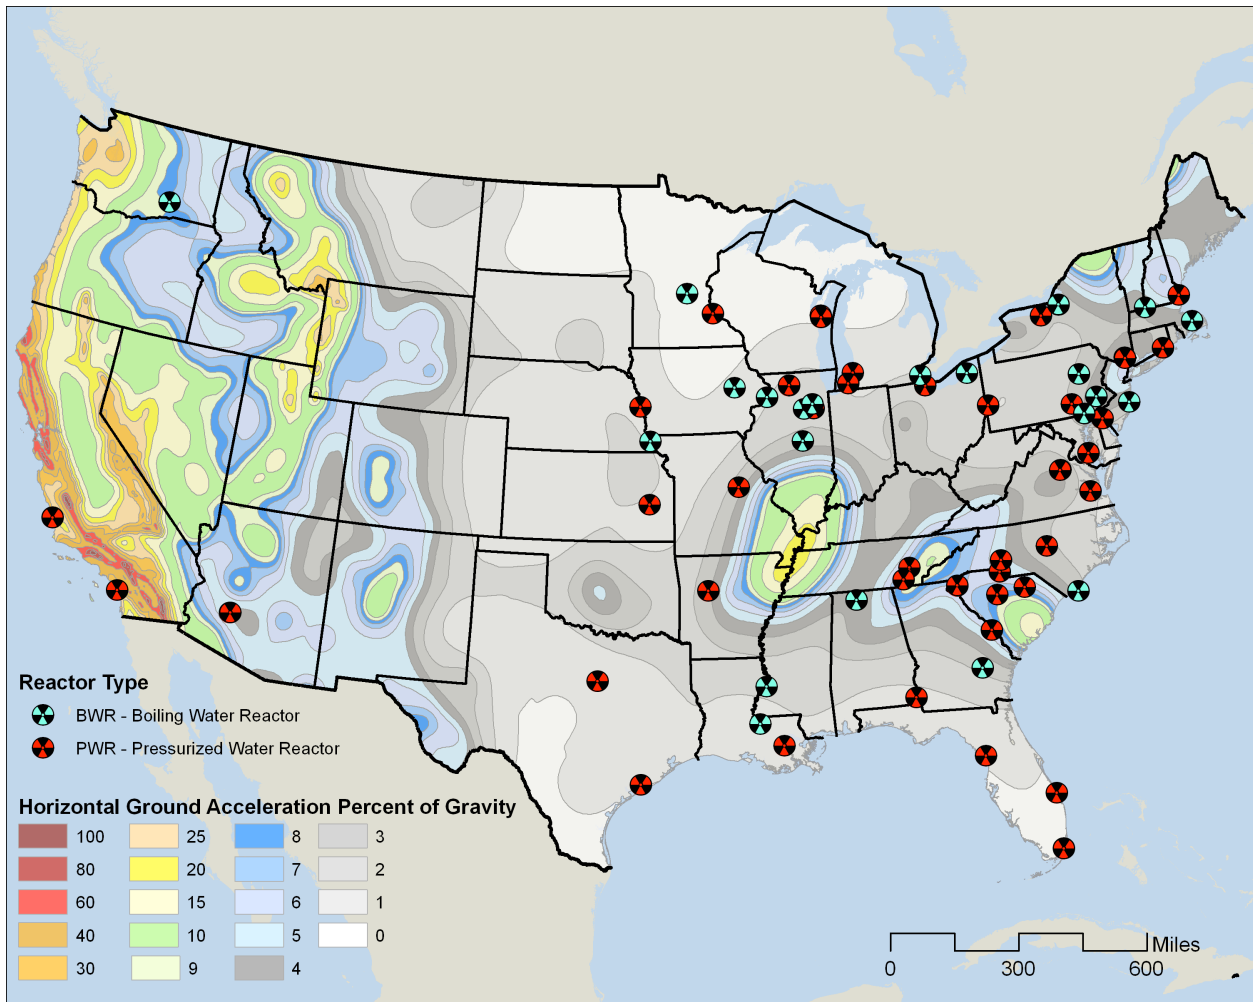 Reactor Type
BWR - Boiling Water Reactor
PWR - Pressurized Water Reactor
Horizontal Ground Acceleration Percent of Gravity
100 25 8 3
80 20 7 2
60 15 6 1
40 10 5 0
30 9 4
Miles
0 300 600